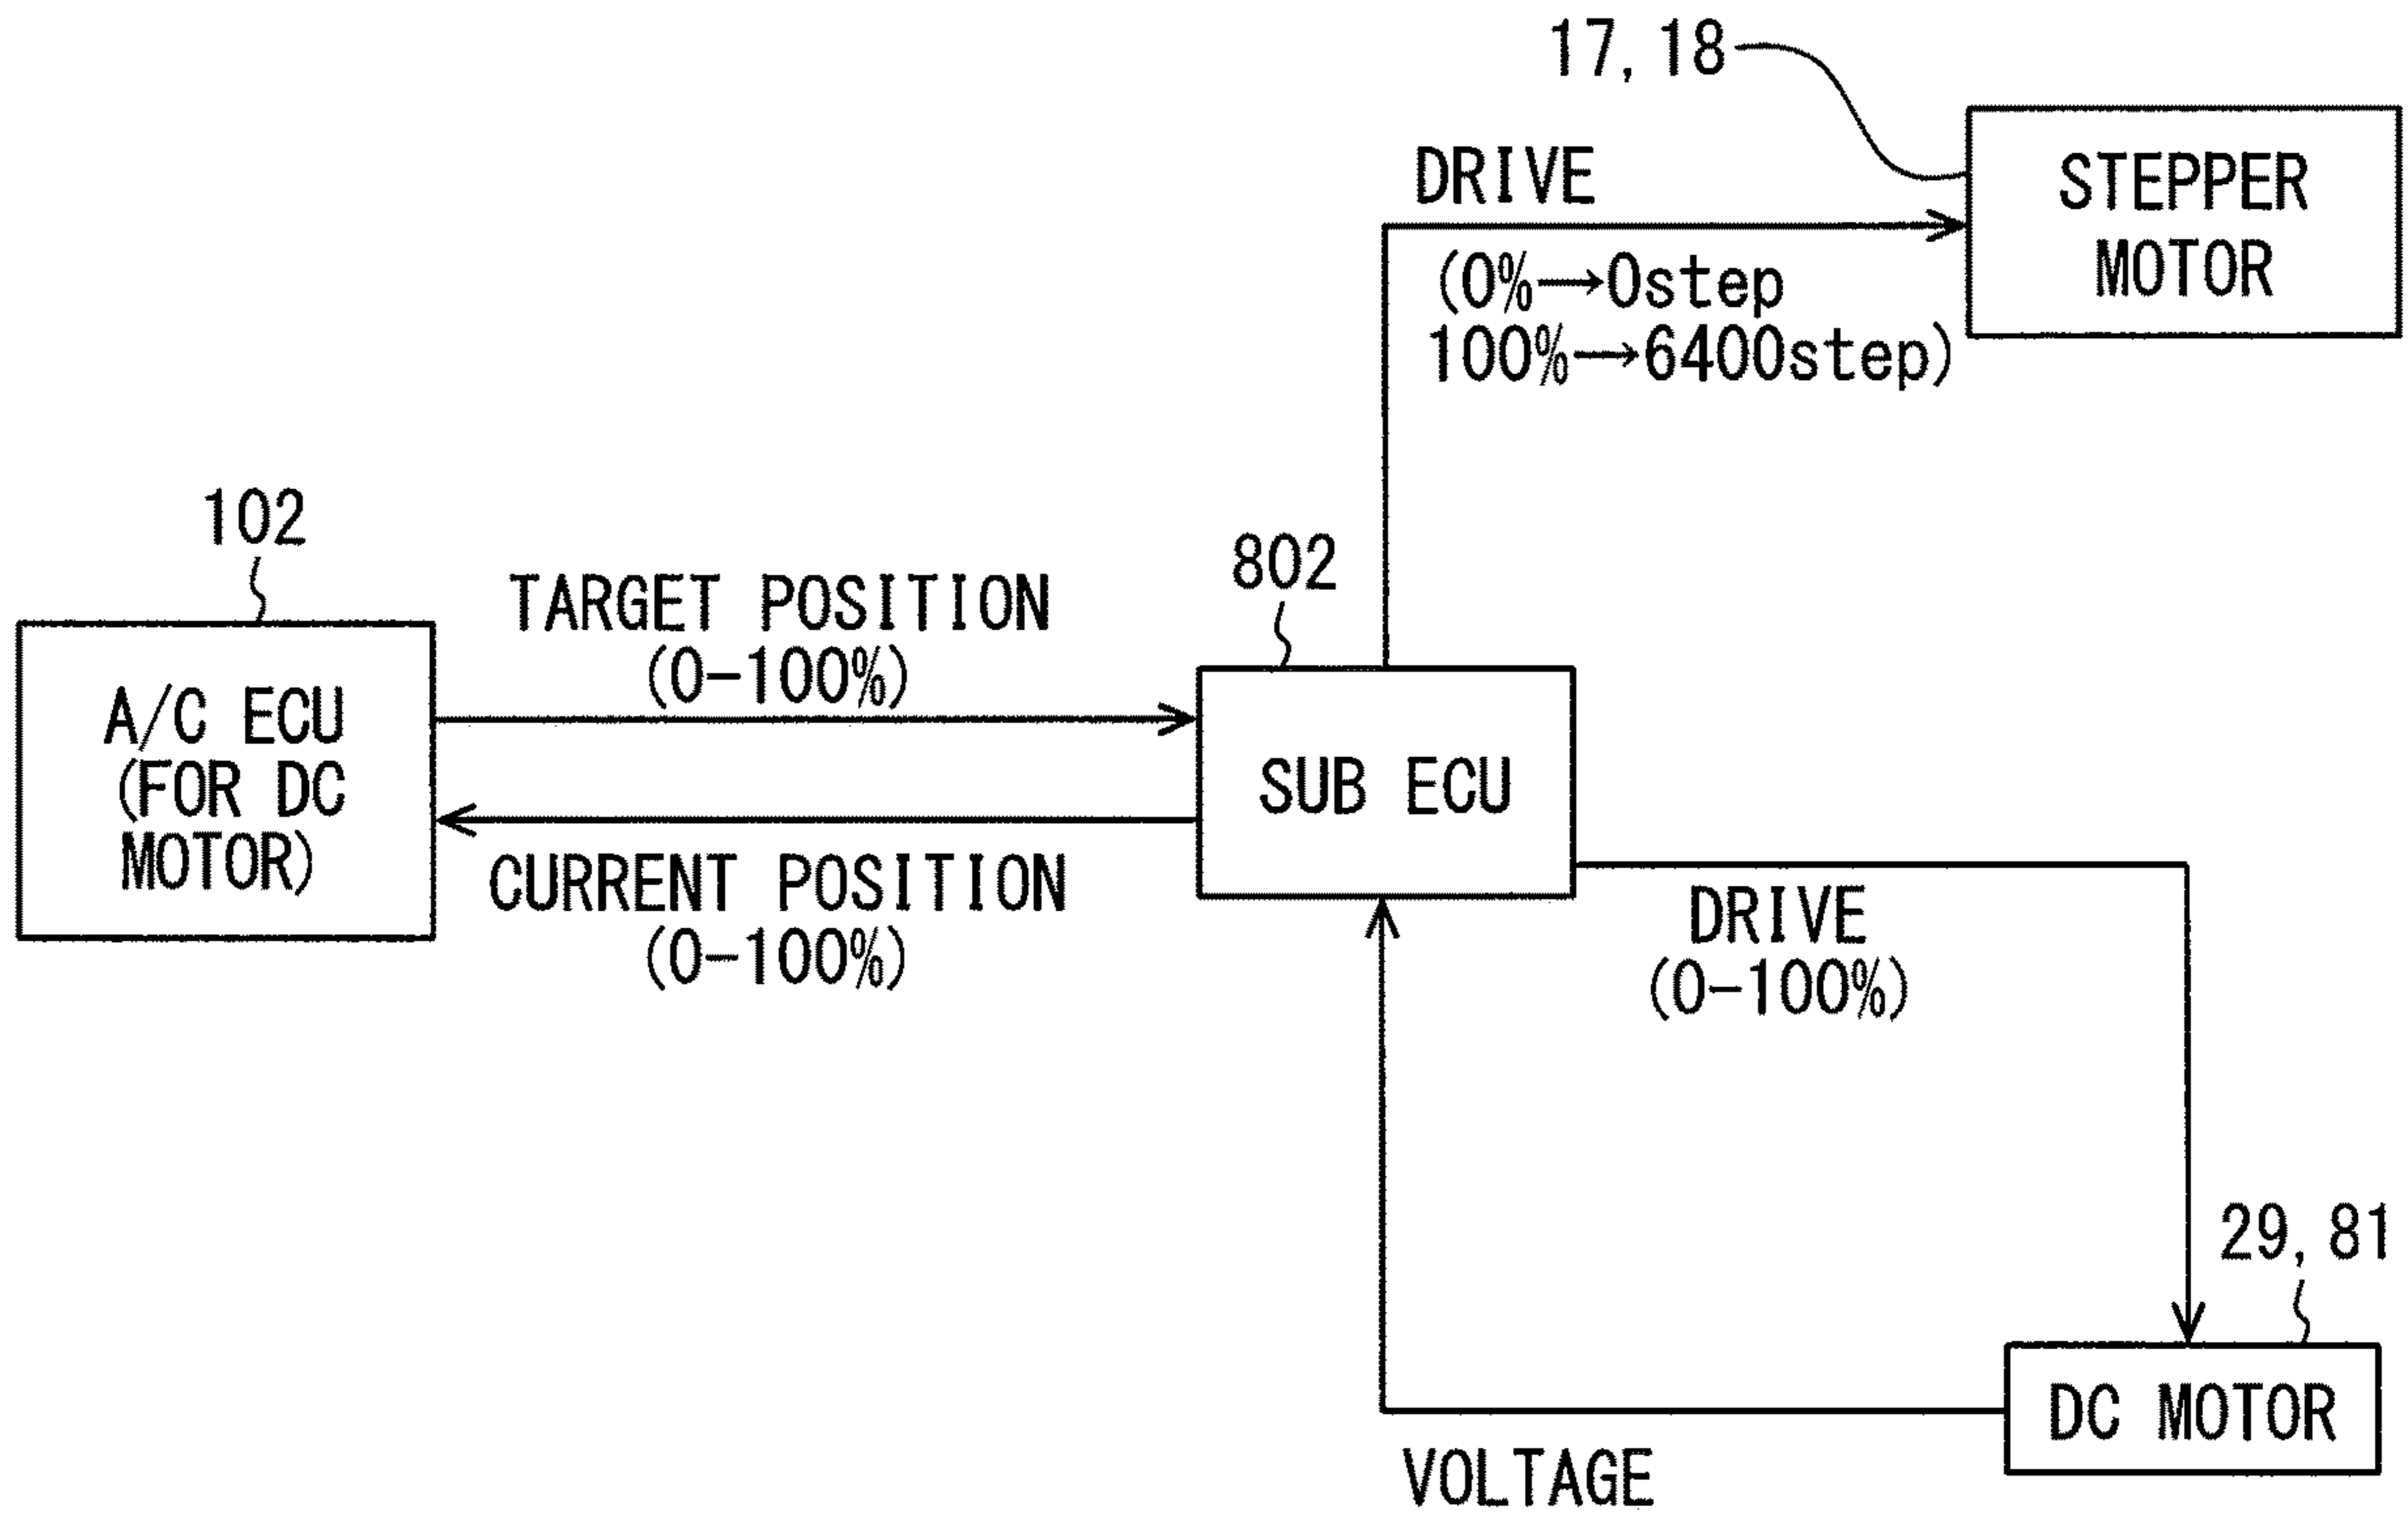 17, 18
DRIVE
(0%→0step
100%→6400step)
STEPPER
MOTOR
102
A/C ECU
(FOR DC
MOTOR)
TARGET POSITION
(0-100%)
CURRENT POSITION
(0-100%)
802
SUB ECU
DRIVE
(0-100%)
29, 81
DC MOTOR
VOLTAGE